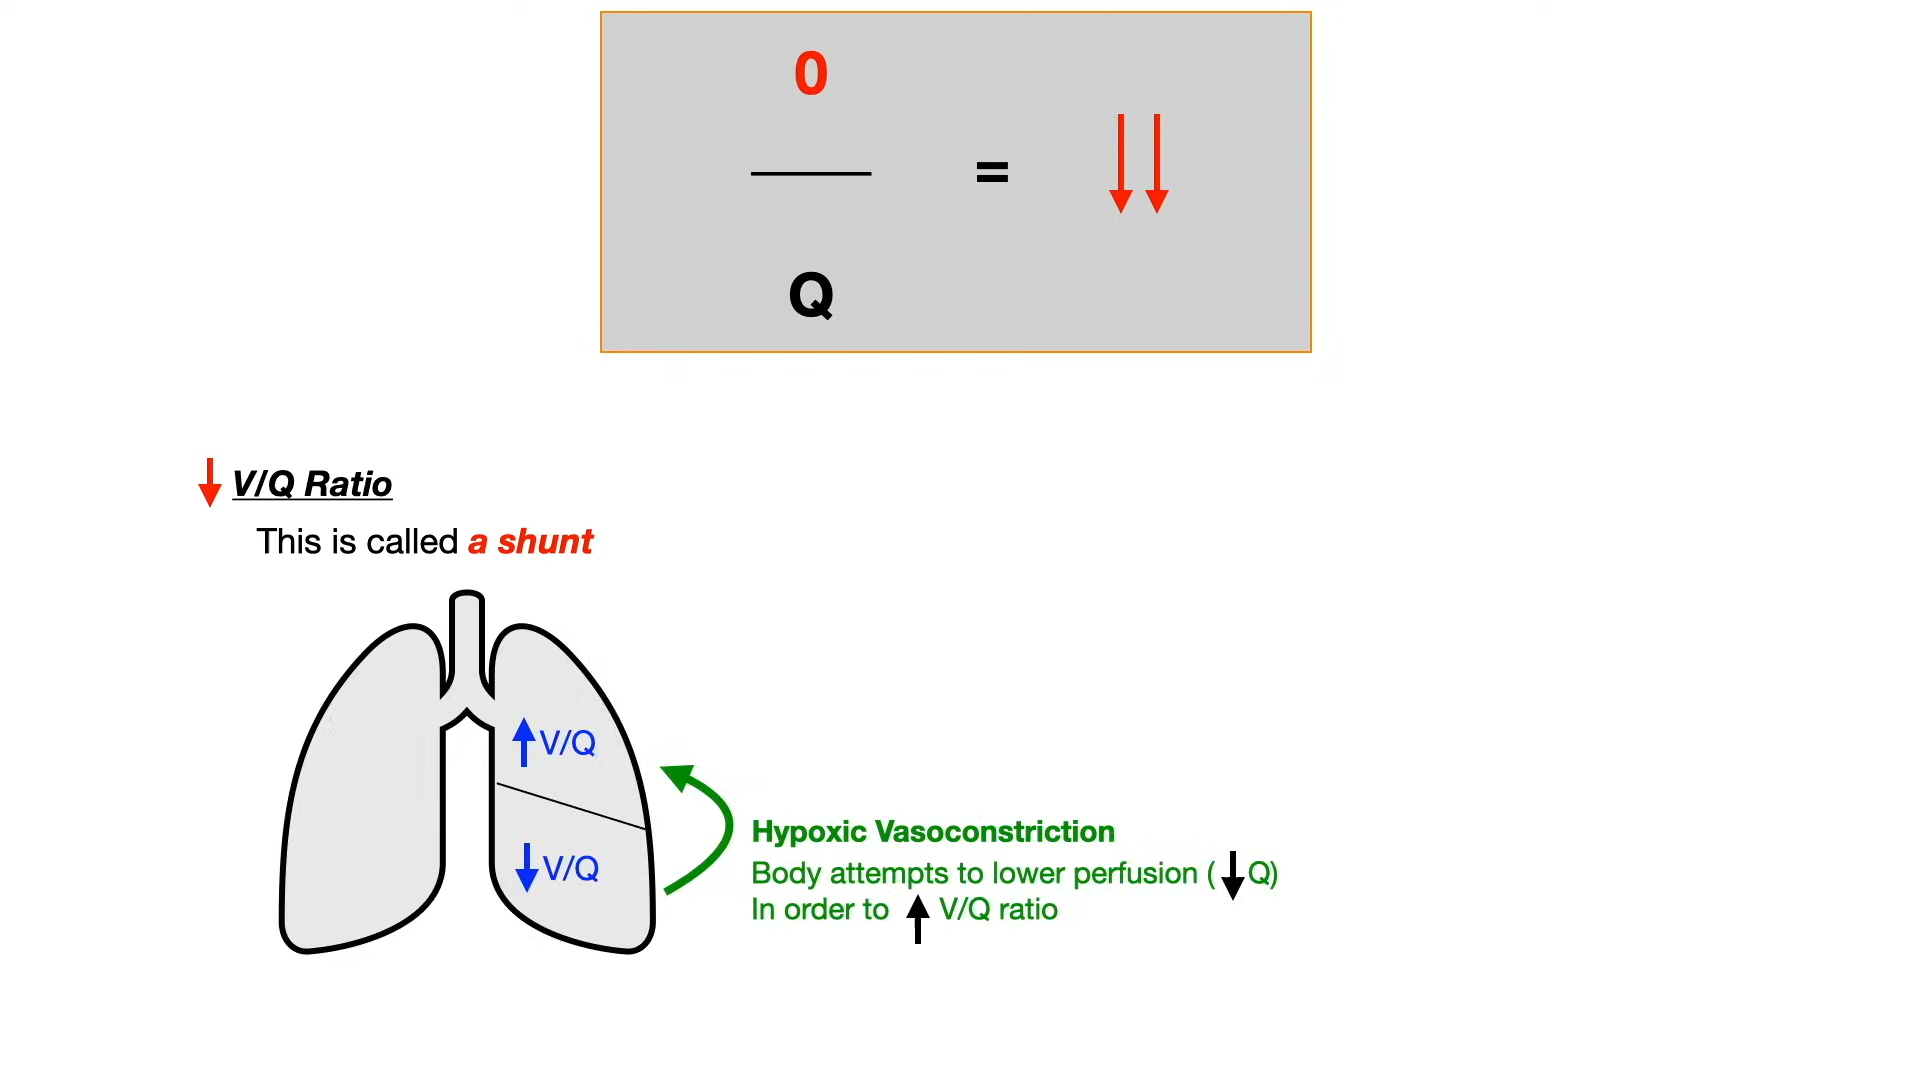 0
=
Q
V/Q Ratio
This is called a shunt
↑V/Q
↓V/Q
Hypoxic Vasoconstriction
Body attempts to lower perfusion (↓Q)
In order to ↑ V/Q ratio